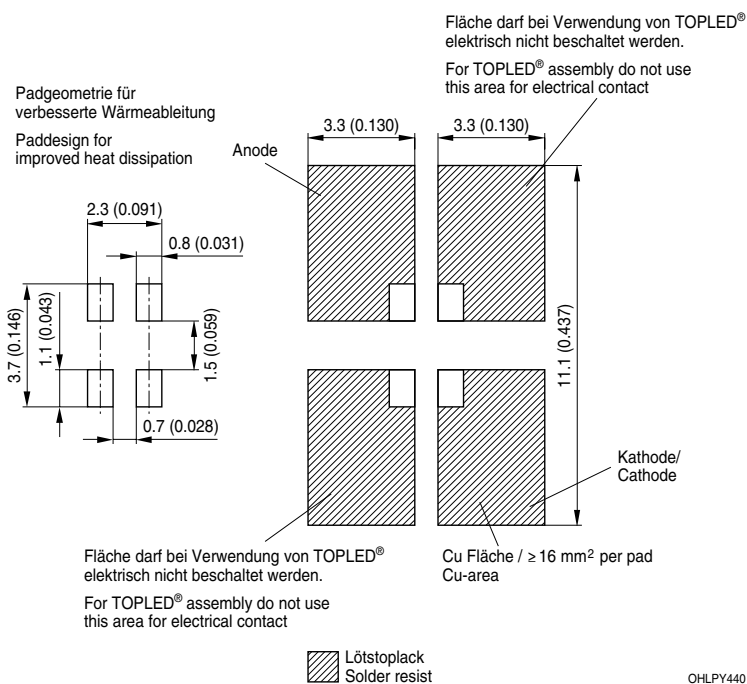 Fläche darf bei Verwendung von TOPLED®
elektrisch nicht beschaltet werden.
For TOPLED® assembly do not use
this area for electrical contact
Padgeometrie für
verbesserte Wärmeableitung
Paddesign for
improved heat dissipation
Anode
3.3 (0.130)
3.3 (0.130)
2.3 (0.091)
0.8 (0.031)
3.7 (0.146)
1.1 (0.043)
1.5 (0.059)
0.7 (0.028)
11.1 (0.437)
Kathode/
Cathode
Fläche darf bei Verwendung von TOPLED®
elektrisch nicht beschaltet werden.
For TOPLED® assembly do not use
this area for electrical contact
Cu Fläche / ≥ 16 mm² per pad
Cu-area
Lötstoplack
Solder resist
OHLPY440